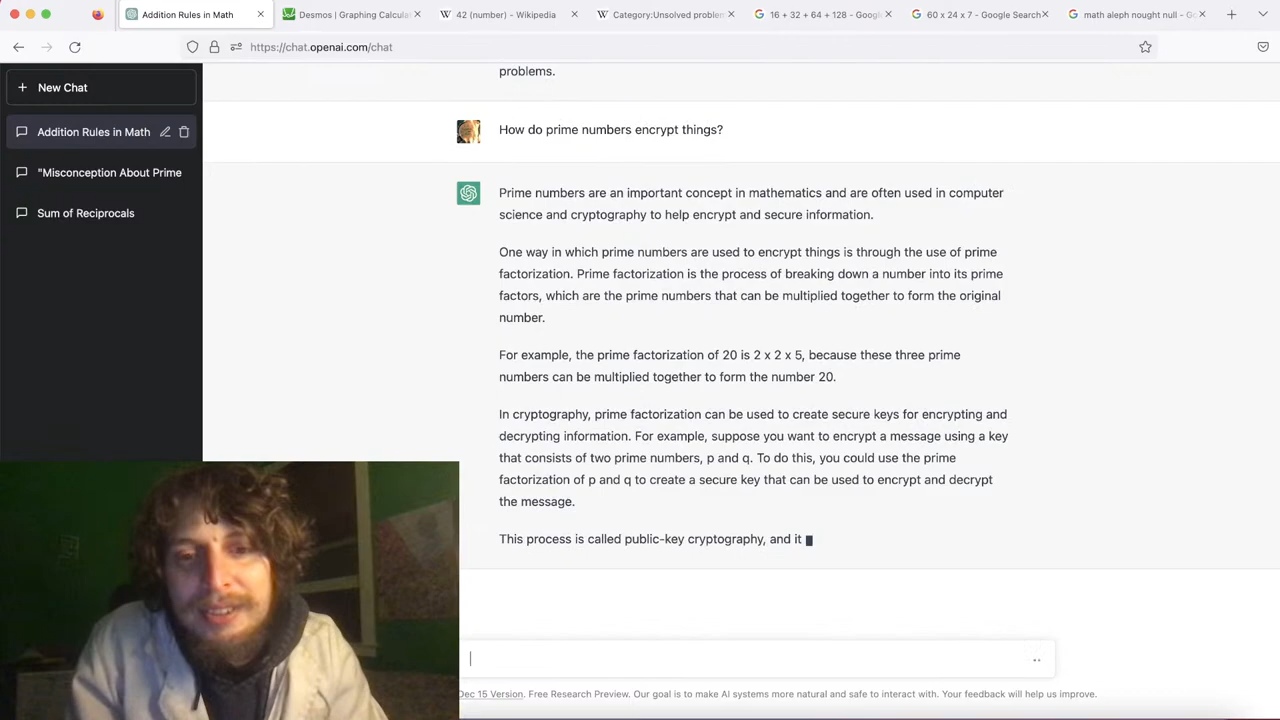 Addition Rules in Math
Desmos | Graphing Calcula
42 (number) - Wikipedia
Category:Unsolved problem
16 + 32 + 64 + 128 - Google
60 x 24 x 7 - Google Search
math aleph nought null - Go
https://chat.openai.com/chat
New Chat
Addition Rules in Math
"Misconception About Prime
Sum of Reciprocals
problems.
How do prime numbers encrypt things?
Prime numbers are an important concept in mathematics and are often used in computer
science and cryptography to help encrypt and secure information.
One way in which prime numbers are used to encrypt things is through the use of prime
factorization. Prime factorization is the process of breaking down a number into its prime
factors, which are the prime numbers that can be multiplied together to form the original
number.
For example, the prime factorization of 20 is 2 x 2 x 5, because these three prime
numbers can be multiplied together to form the number 20.
In cryptography, prime factorization can be used to create secure keys for encrypting and
decrypting information. For example, suppose you want to encrypt a message using a key
that consists of two prime numbers, p and q. To do this, you could use the prime
factorization of p and q to create a secure key that can be used to encrypt and decrypt
the message.
This process is called public-key cryptography, and it
Dec 15 Version. Free Research Preview. Our goal is to make AI systems more natural and safe to interact with. Your feedback will help us improve.